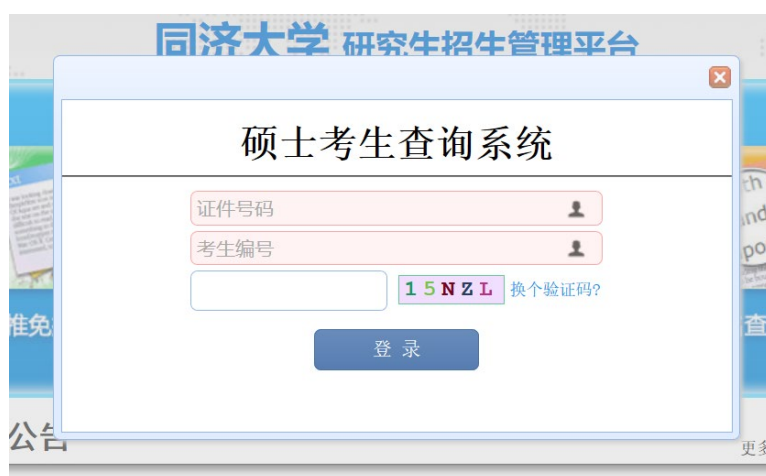 同济大学 研究生招生管理平台
硕士考生查询系统
证件号码
考生编号
15NZL 换个验证码?
登 录
推免
查
公告
更多